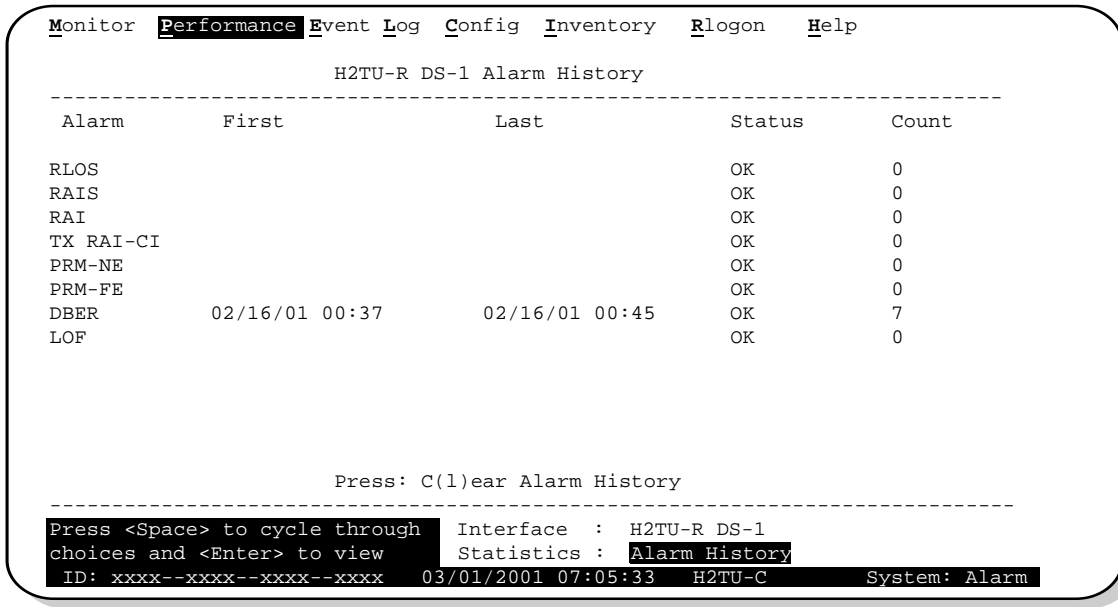 Monitor Performance Event Log Config Inventory Rlogon Help
H2TU-R DS-1 Alarm History
--------------------------------------------------------------------------------
Alarm First Last Status Count
RLOS OK 0
RAIS OK 0
RAI OK 0
TX RAI-CI OK 0
PRM-NE OK 0
PRM-FE OK 0
DBER 02/16/01 00:37 02/16/01 00:45 OK 7
LOF OK 0
Press: C(l)ear Alarm History
--------------------------------------------------------------------------------
Press <Space> to cycle through Interface : H2TU-R DS-1
choices and <Enter> to view Statistics : Alarm History
ID: xxxx--xxxx--xxxx--xxxx 03/01/2001 07:05:33 H2TU-C System: Alarm